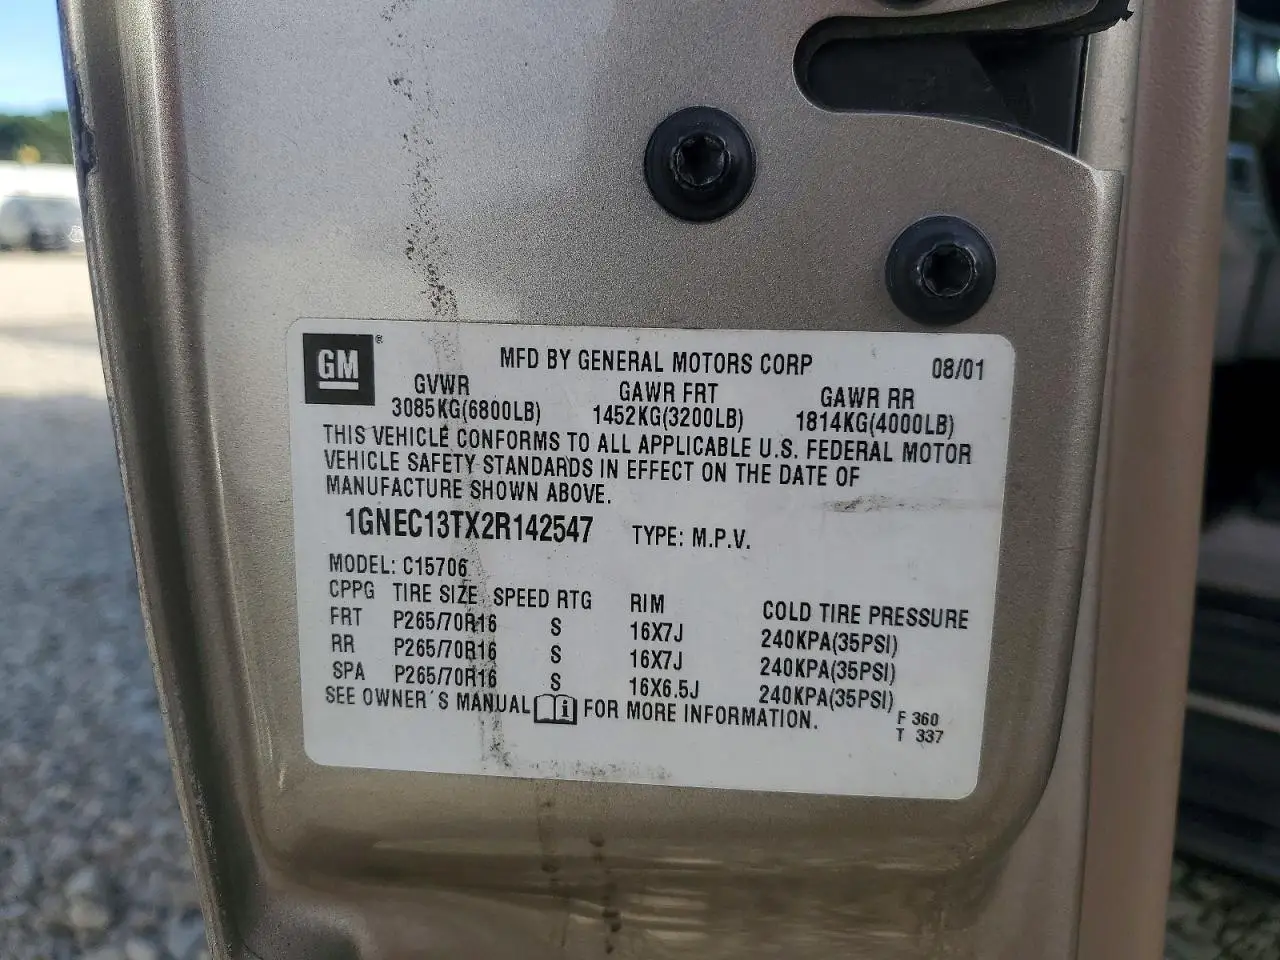 GM®
MFD BY GENERAL MOTORS CORP 08/01
GVWR GAWR FRT GAWR RR
3085KG(6800LB) 1452KG(3200LB) 1814KG(4000LB)
THIS VEHICLE CONFORMS TO ALL APPLICABLE U.S. FEDERAL MOTOR
VEHICLE SAFETY STANDARDS IN EFFECT ON THE DATE OF
MANUFACTURE SHOWN ABOVE.
1GNEC13TX2R142547 TYPE: M.P.V.
MODEL: C15706
CPPG TIRE SIZE SPEED RTG RIM COLD TIRE PRESSURE
FRT P265/70R16 S 16X7J 240KPA(35PSI)
RR P265/70R16 S 16X7J 240KPA(35PSI)
SPA P265/70R16 S 16X6.5J 240KPA(35PSI)
SEE OWNER'S MANUAL i FOR MORE INFORMATION.
F 360
T 337